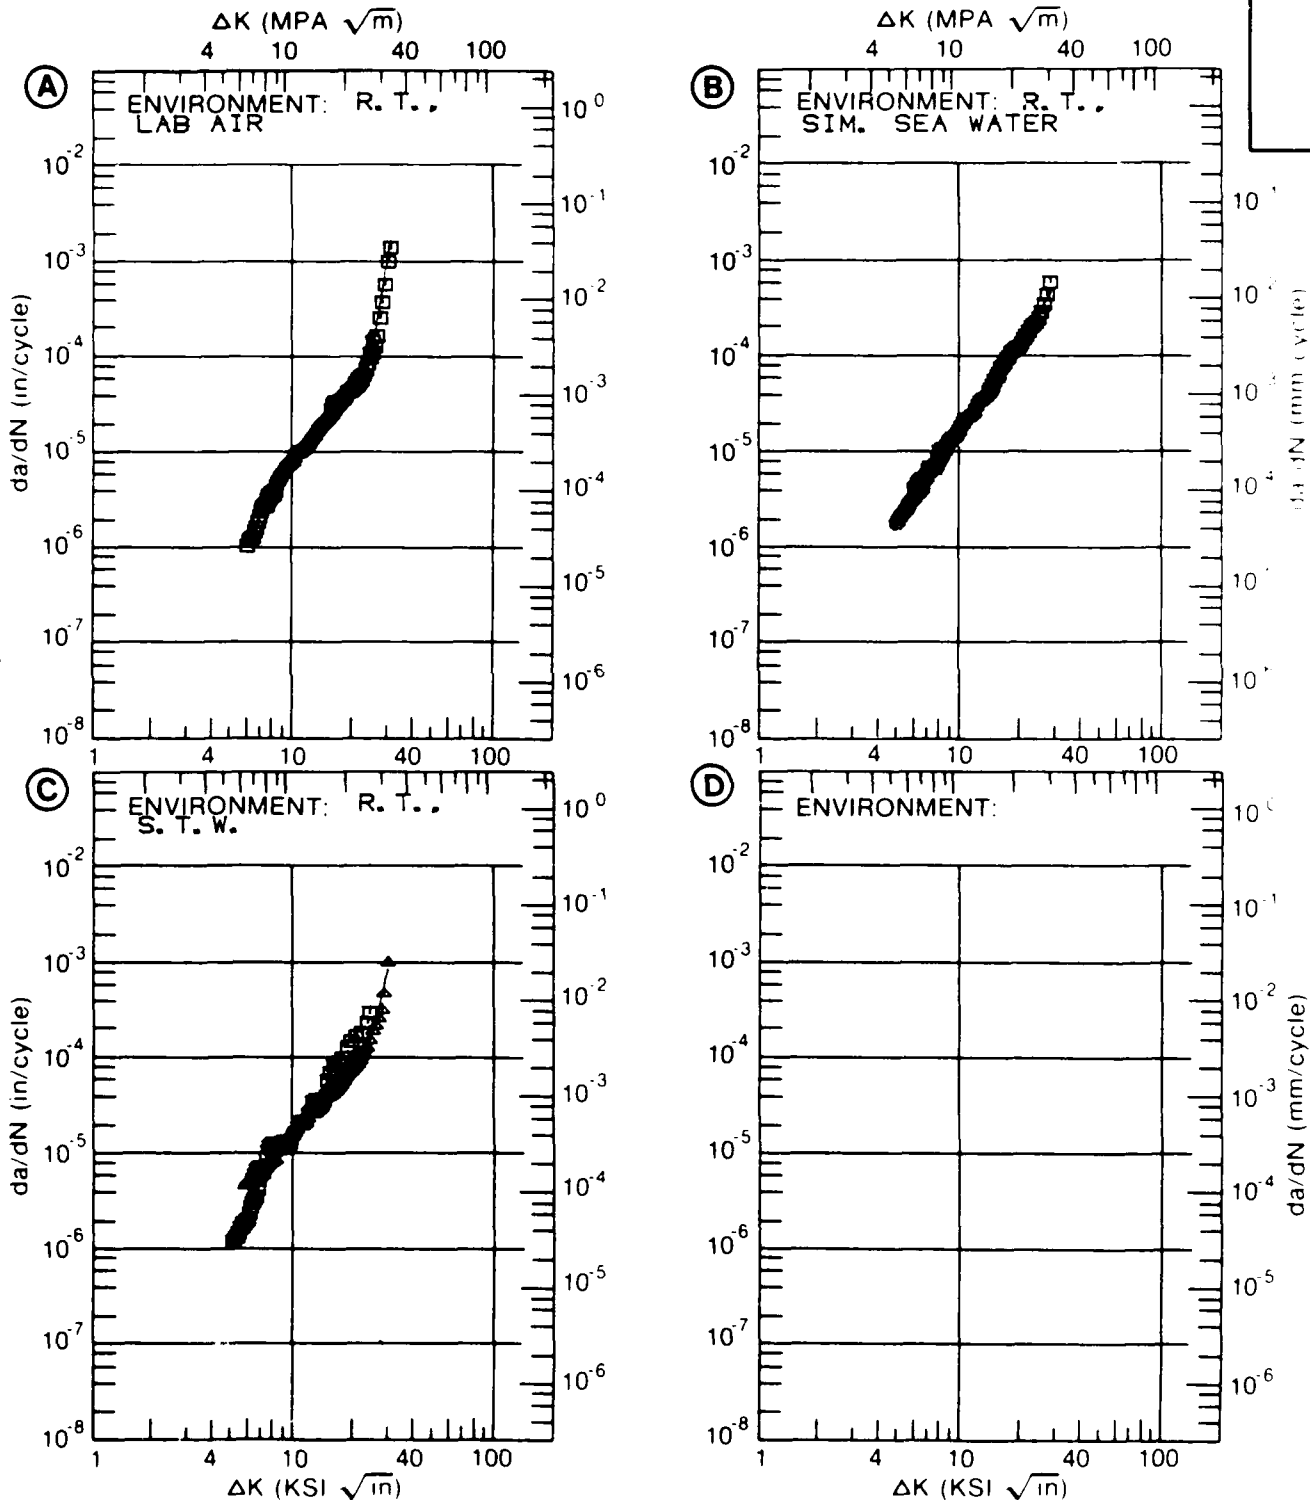 ΔK (MPA √m)
4 10 40 100
ΔK (MPA √m)
4 10 40 100
A
ENVIRONMENT: R. T.,
LAB AIR
10⁻²
10⁻³
10⁻⁴
10⁻⁵
10⁻⁶
10⁻⁷
10⁻⁸
da/dN (in/cycle)
10⁰
10⁻¹
10⁻²
10⁻³
10⁻⁴
10⁻⁵
10⁻⁶
1 4 10 40 100
B
ENVIRONMENT: R. T.,
SIM. SEA WATER
10⁻²
10⁻³
10⁻⁴
10⁻⁵
10⁻⁶
10⁻⁷
10⁻⁸
1 4 10 40 100
C
ENVIRONMENT: R. T.,
S. T. W.
10⁻²
10⁻³
10⁻⁴
10⁻⁵
10⁻⁶
10⁻⁷
10⁻⁸
da/dN (in/cycle)
10⁰
10⁻¹
10⁻²
10⁻³
10⁻⁴
10⁻⁵
10⁻⁶
1 4 10 40 100
ΔK (KSI √in)
D
ENVIRONMENT:
10⁻²
10⁻³
10⁻⁴
10⁻⁵
10⁻⁶
10⁻⁷
10⁻⁸
10⁰
10⁻¹
10⁻²
10⁻³
10⁻⁴
10⁻⁵
10⁻⁶
da/dN (mm/cycle)
1 4 10 40 100
ΔK (KSI √in)